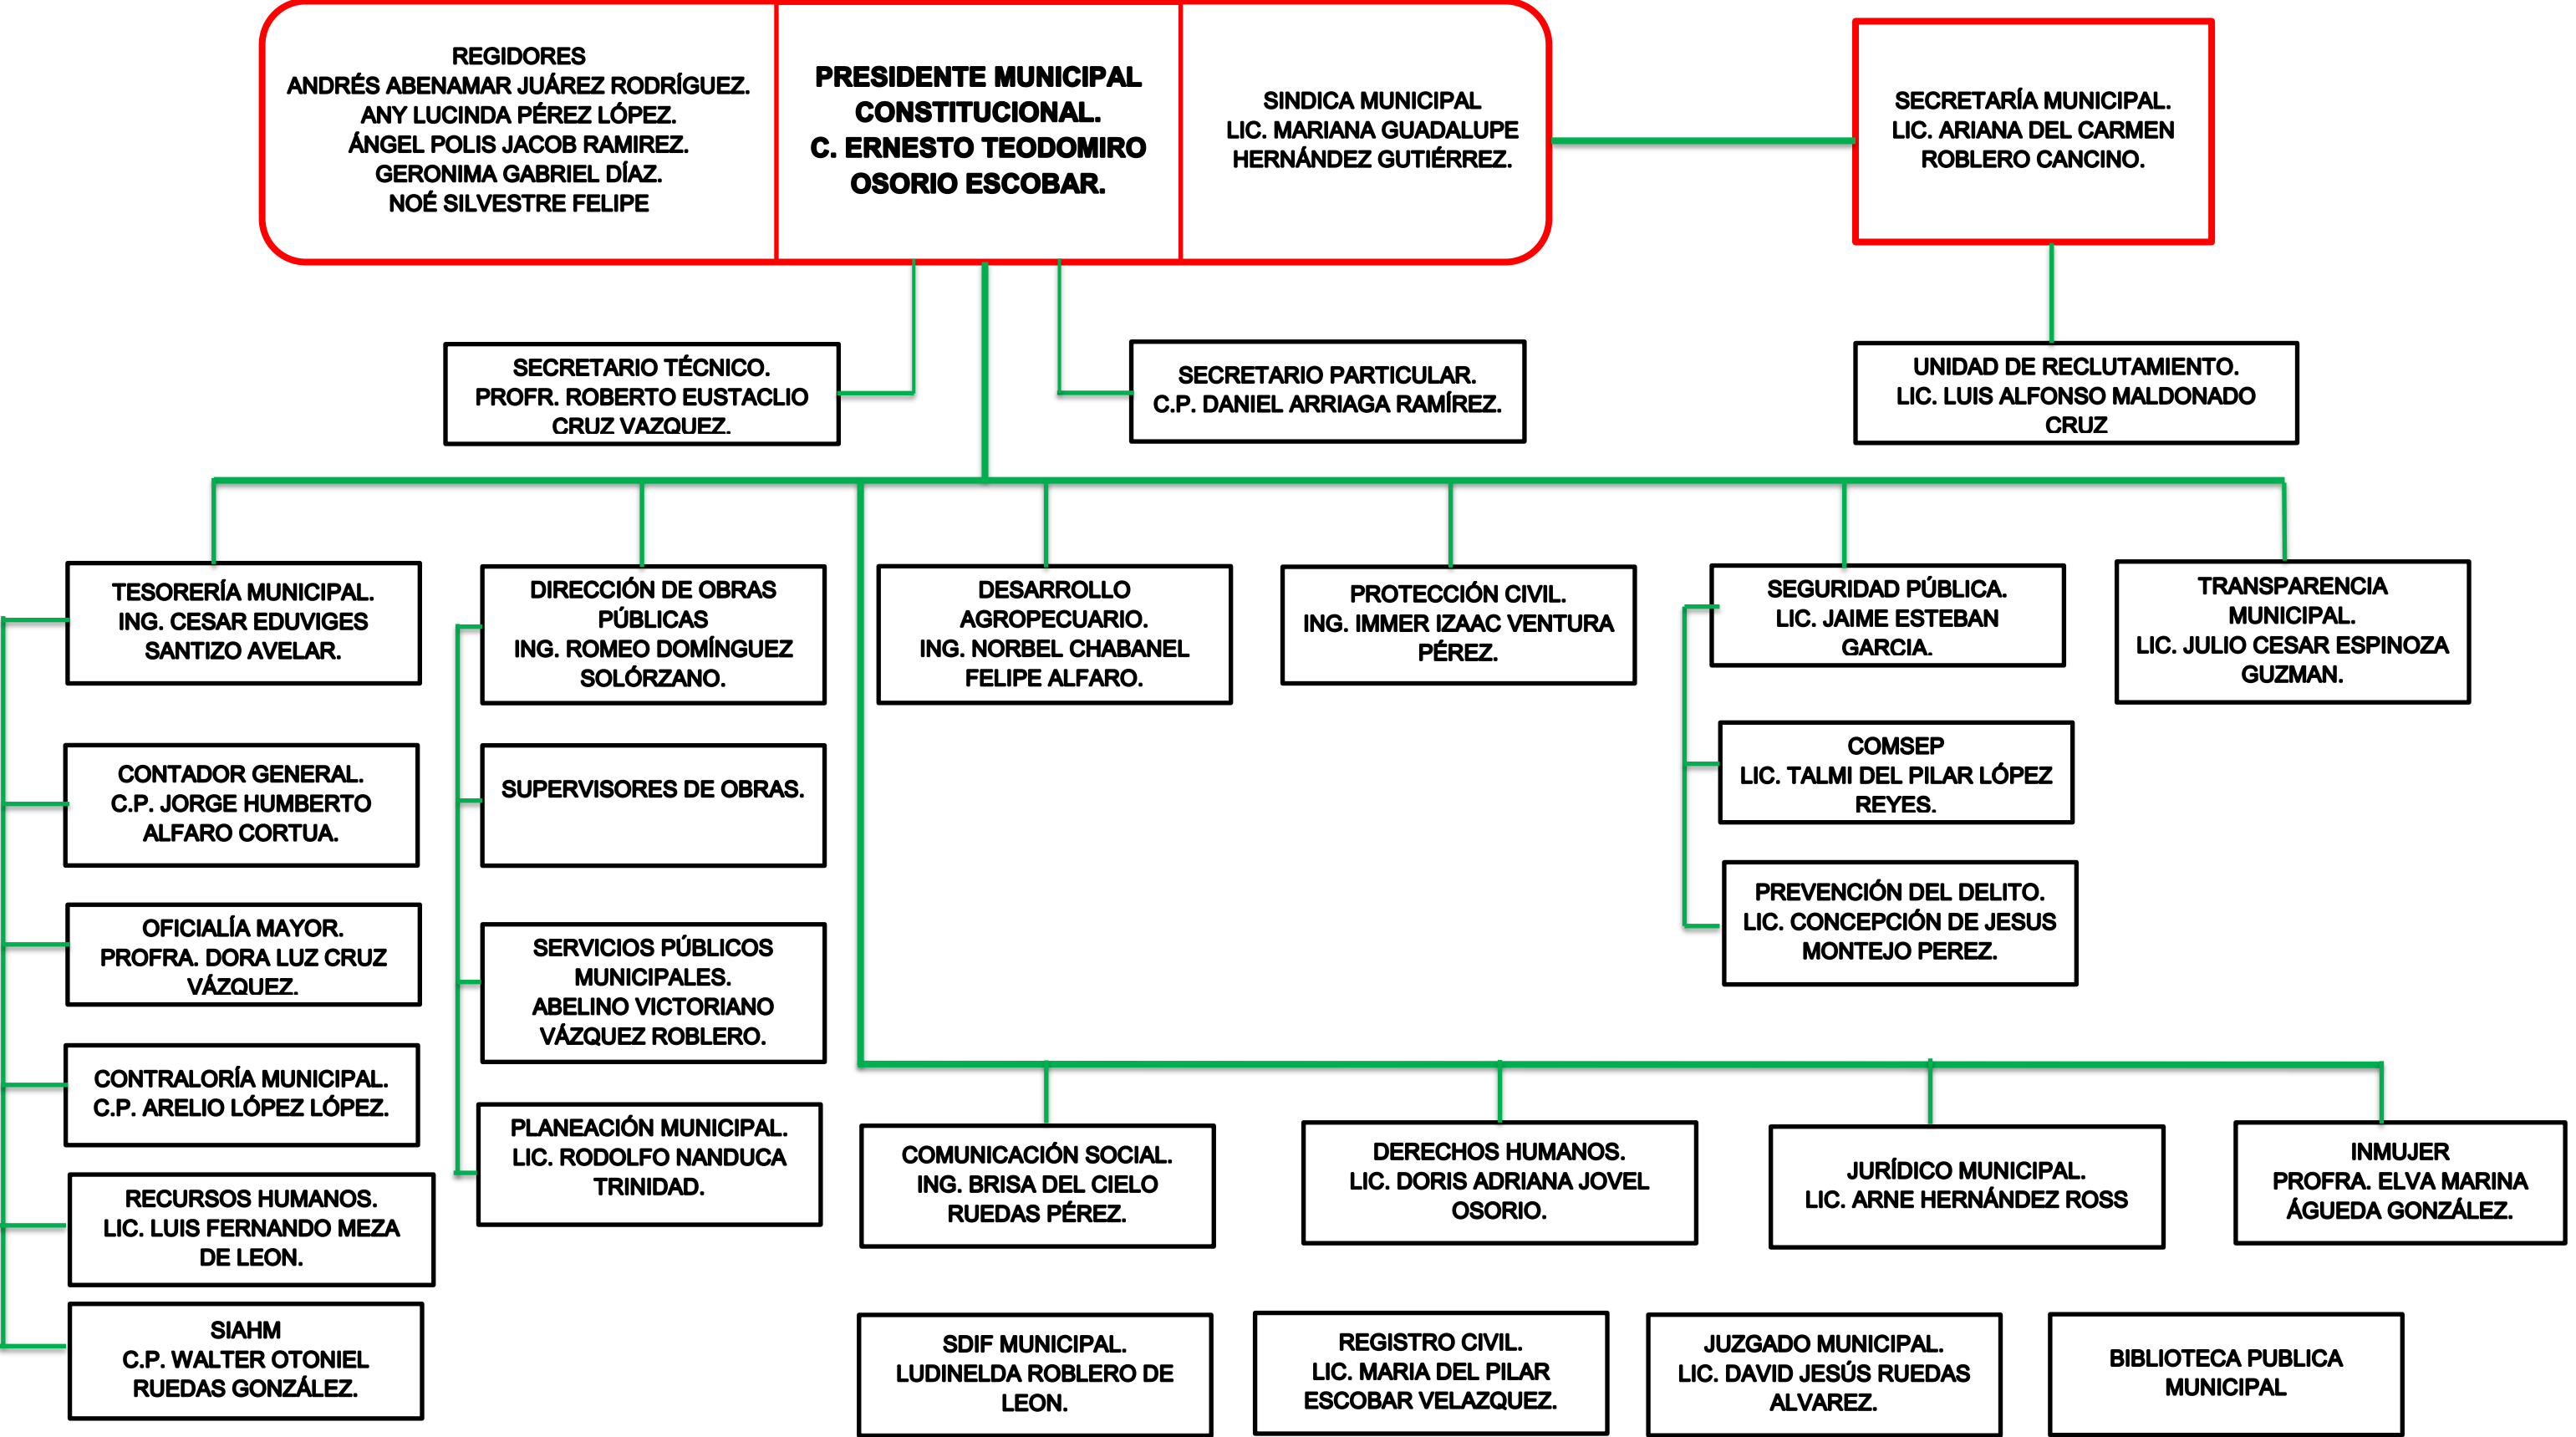 REGIDORES
ANDRÉS ABENAMAR JUÁREZ RODRÍGUEZ.
ANY LUCINDA PÉREZ LÓPEZ.
ÁNGEL POLIS JACOB RAMIREZ.
GERONIMA GABRIEL DÍAZ.
NOÉ SILVESTRE FELIPE
PRESIDENTE MUNICIPAL
CONSTITUCIONAL.
C. ERNESTO TEODOMIRO
OSORIO ESCOBAR.
SINDICA MUNICIPAL
LIC. MARIANA GUADALUPE
HERNÁNDEZ GUTIÉRREZ.
SECRETARÍA MUNICIPAL.
LIC. ARIANA DEL CARMEN
ROBLERO CANCINO.
SECRETARIO TÉCNICO.
PROFR. ROBERTO EUSTACLIO
CRUZ VAZQUEZ.
SECRETARIO PARTICULAR.
C.P. DANIEL ARRIAGA RAMÍREZ.
UNIDAD DE RECLUTAMIENTO.
LIC. LUIS ALFONSO MALDONADO
CRUZ
TESORERÍA MUNICIPAL.
ING. CESAR EDUVIGES
SANTIZO AVELAR.
DIRECCIÓN DE OBRAS
PÚBLICAS
ING. ROMEO DOMÍNGUEZ
SOLÓRZANO.
DESARROLLO
AGROPECUARIO.
ING. NORBEL CHABANEL
FELIPE ALFARO.
PROTECCIÓN CIVIL.
ING. IMMER IZAAC VENTURA
PÉREZ.
SEGURIDAD PÚBLICA.
LIC. JAIME ESTEBAN
GARCIA.
TRANSPARENCIA
MUNICIPAL.
LIC. JULIO CESAR ESPINOZA
GUZMAN.
CONTADOR GENERAL.
C.P. JORGE HUMBERTO
ALFARO CORTUA.
SUPERVISORES DE OBRAS.
COMSEP
LIC. TALMI DEL PILAR LÓPEZ
REYES.
OFICIALÍA MAYOR.
PROFRA. DORA LUZ CRUZ
VÁZQUEZ.
SERVICIOS PÚBLICOS
MUNICIPALES.
ABELINO VICTORIANO
VÁZQUEZ ROBLERO.
PREVENCIÓN DEL DELITO.
LIC. CONCEPCIÓN DE JESUS
MONTEJO PEREZ.
CONTRALORÍA MUNICIPAL.
C.P. ARELIO LÓPEZ LÓPEZ.
PLANEACIÓN MUNICIPAL.
LIC. RODOLFO NANDUCA
TRINIDAD.
COMUNICACIÓN SOCIAL.
ING. BRISA DEL CIELO
RUEDAS PÉREZ.
DERECHOS HUMANOS.
LIC. DORIS ADRIANA JOVEL
OSORIO.
JURÍDICO MUNICIPAL.
LIC. ARNE HERNÁNDEZ ROSS
INMUJER
PROFRA. ELVA MARINA
ÁGUEDA GONZÁLEZ.
RECURSOS HUMANOS.
LIC. LUIS FERNANDO MEZA
DE LEON.
SIAHM
C.P. WALTER OTONIEL
RUEDAS GONZÁLEZ.
SDIF MUNICIPAL.
LUDINELDA ROBLERO DE
LEON.
REGISTRO CIVIL.
LIC. MARIA DEL PILAR
ESCOBAR VELAZQUEZ.
JUZGADO MUNICIPAL.
LIC. DAVID JESÚS RUEDAS
ALVAREZ.
BIBLIOTECA PUBLICA
MUNICIPAL